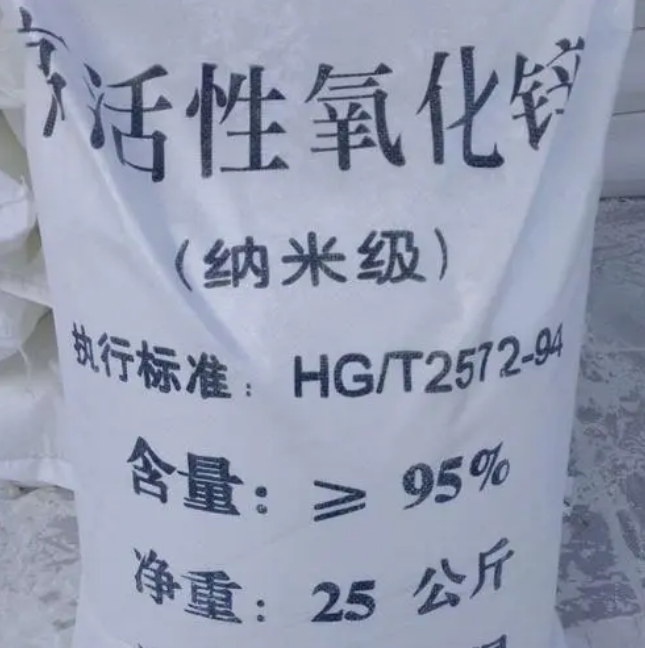 高活性氧化锌
(纳米级)
执行标准：HG/T2572-94
含量：≥ 95%
净重：25 公斤